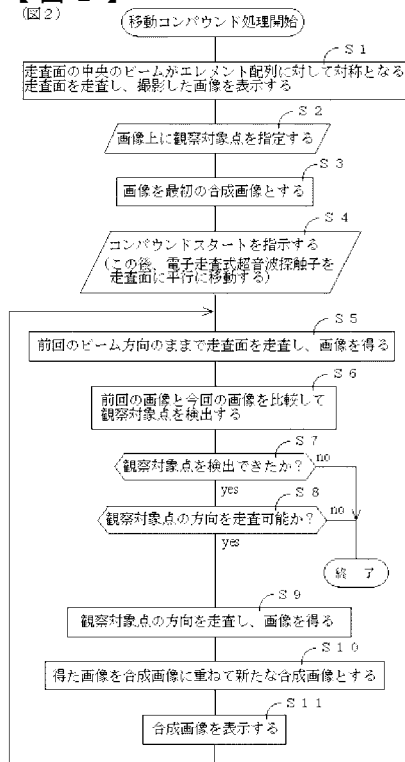 【図２】
(図２)
移動コンパウンド処理開始
S1
走査面の中央のビームがエレメント配列に対して対称となる
走査面を走査し、撮影した画像を表示する
S2
画像上に観察対象点を指定する
S3
画像を最初の合成画像とする
S4
コンパウンドスタートを指示する
(この後、電子走査式超音波探触子を
走査面に平行に移動する)
S5
前回のビーム方向のままで走査面を走査し、画像を得る
S6
前回の画像と今回の画像を比較して
観察対象点を検出する
S7
観察対象点を検出できたか？
no
yes
S8
観察対象点の方向を走査可能か？
no
yes
終 了
S9
観察対象点の方向を走査し、画像を得る
S10
得た画像を合成画像に重ねて新たな合成画像とする
S11
合成画像を表示する